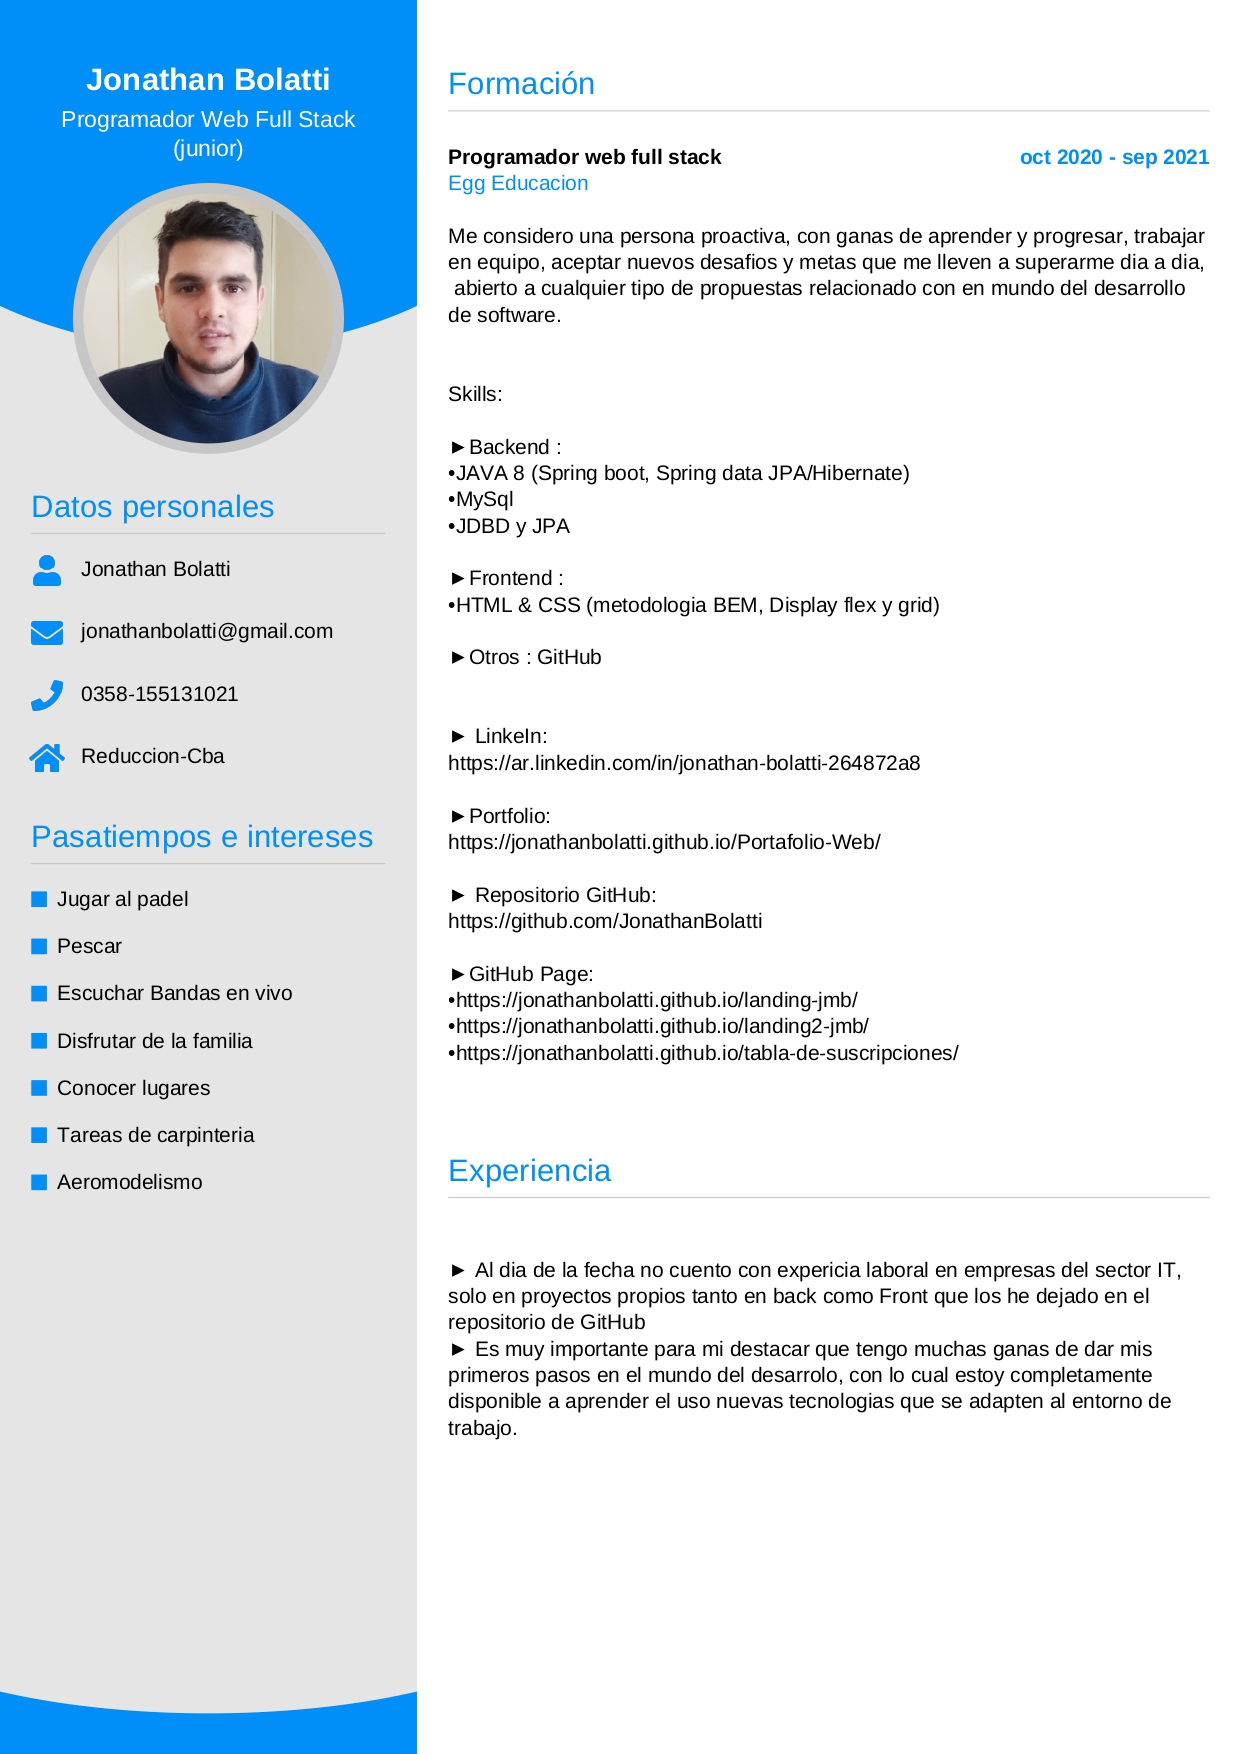 Jonathan Bolatti
Programador Web Full Stack
(junior)
Datos personales
Jonathan Bolatti
jonathanbolatti@gmail.com
0358-155131021
Reduccion-Cba
Pasatiempos e intereses
Jugar al padel
Pescar
Escuchar Bandas en vivo
Disfrutar de la familia
Conocer lugares
Tareas de carpinteria
Aeromodelismo
Formación
Programador web full stack oct 2020 - sep 2021
Egg Educacion
Me considero una persona proactiva, con ganas de aprender y progresar, trabajar
en equipo, aceptar nuevos desafios y metas que me lleven a superarme dia a dia,
abierto a cualquier tipo de propuestas relacionado con en mundo del desarrollo
de software.
Skills:
►Backend :
•JAVA 8 (Spring boot, Spring data JPA/Hibernate)
•MySql
•JDBD y JPA
►Frontend :
•HTML & CSS (metodologia BEM, Display flex y grid)
►Otros : GitHub
► LinkeIn:
https://ar.linkedin.com/in/jonathan-bolatti-264872a8
►Portfolio:
https://jonathanbolatti.github.io/Portafolio-Web/
► Repositorio GitHub:
https://github.com/JonathanBolatti
►GitHub Page:
•https://jonathanbolatti.github.io/landing-jmb/
•https://jonathanbolatti.github.io/landing2-jmb/
•https://jonathanbolatti.github.io/tabla-de-suscripciones/
Experiencia
► Al dia de la fecha no cuento con expericia laboral en empresas del sector IT,
solo en proyectos propios tanto en back como Front que los he dejado en el
repositorio de GitHub
► Es muy importante para mi destacar que tengo muchas ganas de dar mis
primeros pasos en el mundo del desarrolo, con lo cual estoy completamente
disponible a aprender el uso nuevas tecnologias que se adapten al entorno de
trabajo.